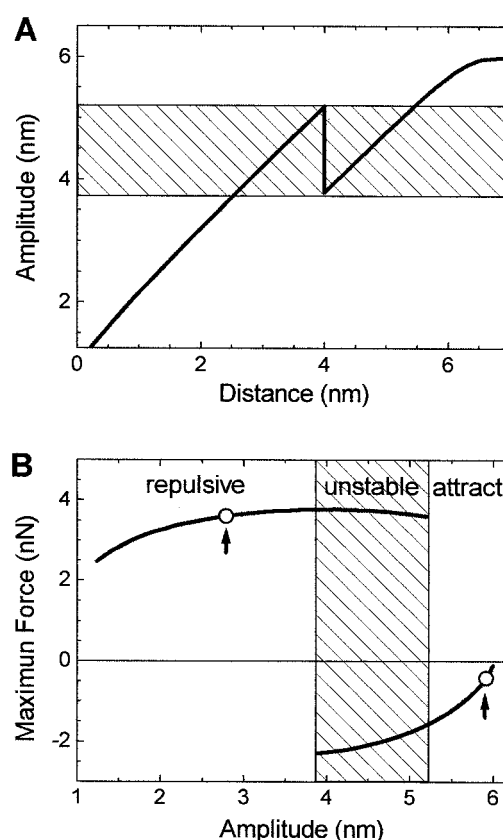 A
6
4
2
Amplitude (nm)
0 2 4 6
Distance (nm)
B
repulsive unstable attract
4
2
0
-2
Maximun Force (nN)
1 2 3 4 5 6
Amplitude (nm)